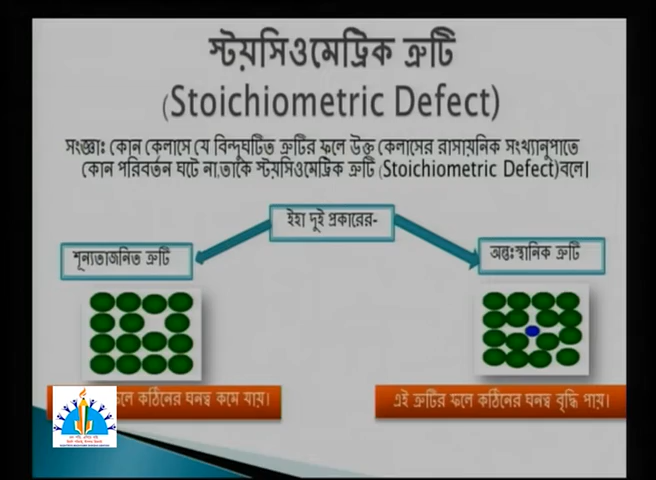 স্টয়সিওমেট্রিক ত্রুটি
(Stoichiometric Defect)
সংজ্ঞাঃ কোন কেলাসে যে বিন্দুঘটিত ত্রুটির ফলে উক্ত কেলাসের রাসায়নিক সংখ্যানুপাতে
কোন পরিবর্তন ঘটে না,তাকে স্টয়সিওমেট্রিক ত্রুটি (Stoichiometric Defect)বলে।
ইহা দুই প্রকারের-
শূন্যতাজনিত ত্রুটি
অন্তঃস্থানিক ত্রুটি
ফলে কঠিনের ঘনত্ব কমে যায়।
এই ত্রুটির ফলে কঠিনের ঘনত্ব বৃদ্ধি পায়।